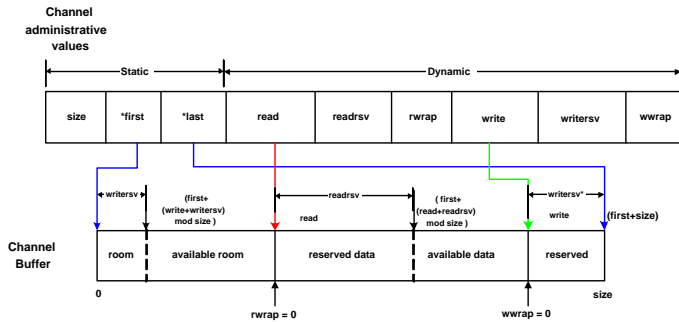 Channel
administrative
values
Static
Dynamic
size
*first
*last
read
readrsv
rwrap
write
writersv
wwrap
writersv
(first+
(write+writersv)
mod size )
read
readrsv
( first+
(read+readrsv)
mod size )
writersv*
write
(first+size)
Channel
Buffer
room
available room
reserved data
available data
reserved
0
size
rwrap = 0
wwrap = 0